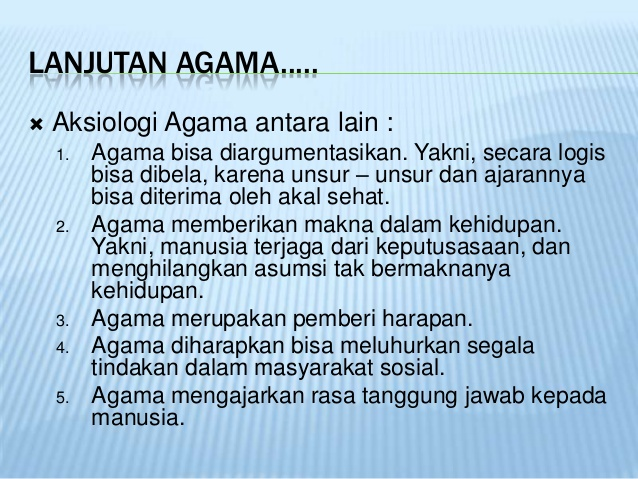 LANJUTAN AGAMA.....
× Aksiologi Agama antara lain :
1. Agama bisa diargumentasikan. Yakni, secara logis
bisa dibela, karena unsur – unsur dan ajarannya
bisa diterima oleh akal sehat.
2. Agama memberikan makna dalam kehidupan.
Yakni, manusia terjaga dari keputusasaan, dan
menghilangkan asumsi tak bermaknanya
kehidupan.
3. Agama merupakan pemberi harapan.
4. Agama diharapkan bisa meluhurkan segala
tindakan dalam masyarakat sosial.
5. Agama mengajarkan rasa tanggung jawab kepada
manusia.